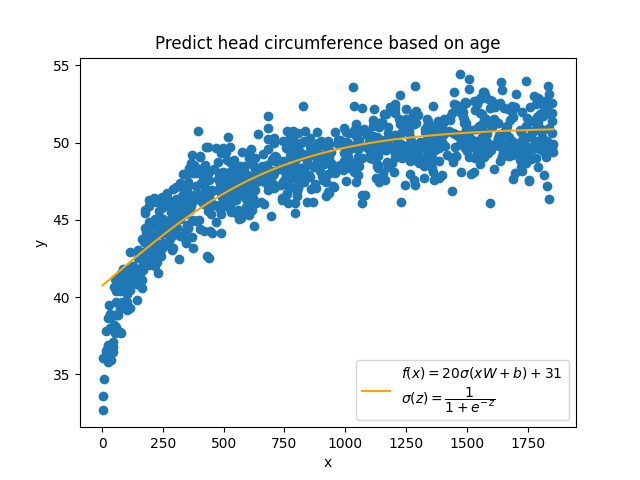 Predict head circumference based on age
y
55
50
45
40
35
f(x) = 20σ(xW + b) + 31
σ(z) = 1 / (1 + e^{-z})
0 250 500 750 1000 1250 1500 1750
x